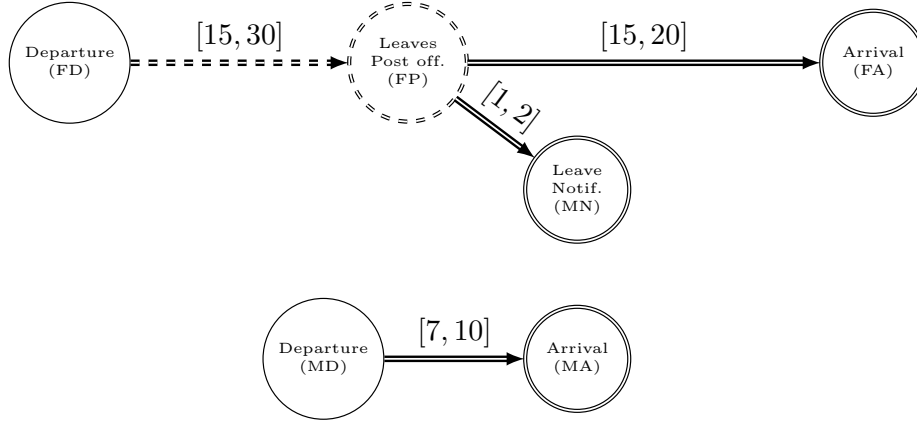 [15, 30]
[15, 20]
Departure
(FD)
Leaves
Post off.
(FP)
Arrival
(FA)
[1, 2]
Leave
Notif.
(MN)
[7, 10]
Departure
(MD)
Arrival
(MA)